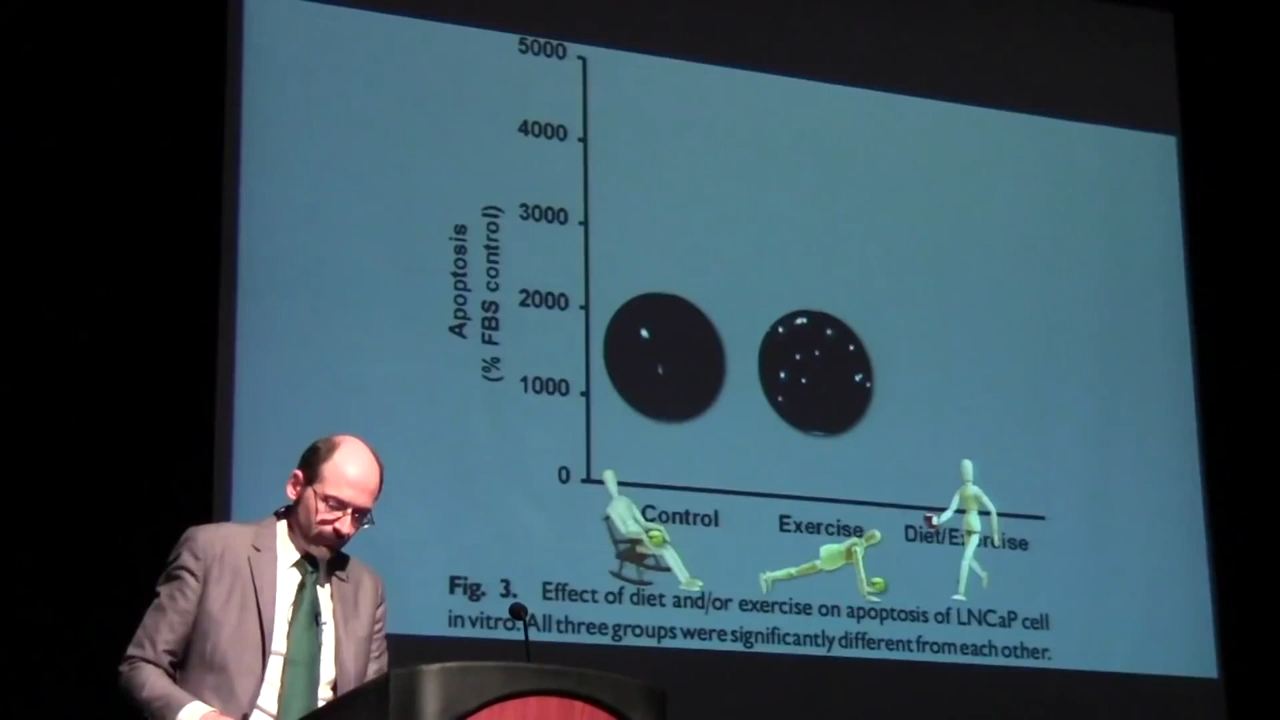 5000
4000
3000
2000
1000
0
Apoptosis
(% FBS control)
Control
Exercise
Diet/Exercise
Fig. 3. Effect of diet and/or exercise on apoptosis of LNCaP cell
in vitro. All three groups were significantly different from each other.